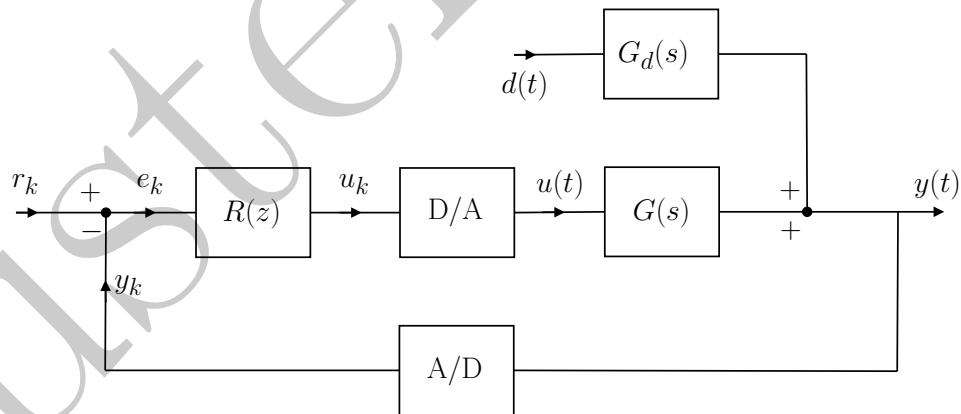 G_d(s)
d(t)
r_k
+
e_k
R(z)
u_k
D/A
u(t)
G(s)
+
y(t)
−
+
y_k
A/D